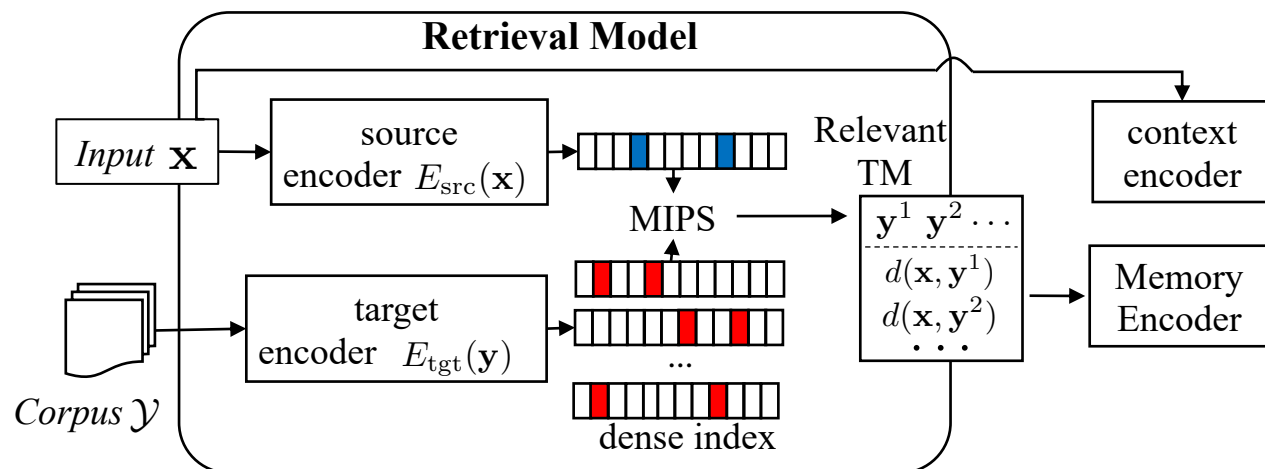 Retrieval Model
Input x
source
encoder E_src(x)
Relevant
TM
context
encoder
MIPS
y^1 y^2 ···
d(x, y^1)
d(x, y^2)
···
Memory
Encoder
target
encoder E_tgt(y)
...
Corpus 𝒴
dense index